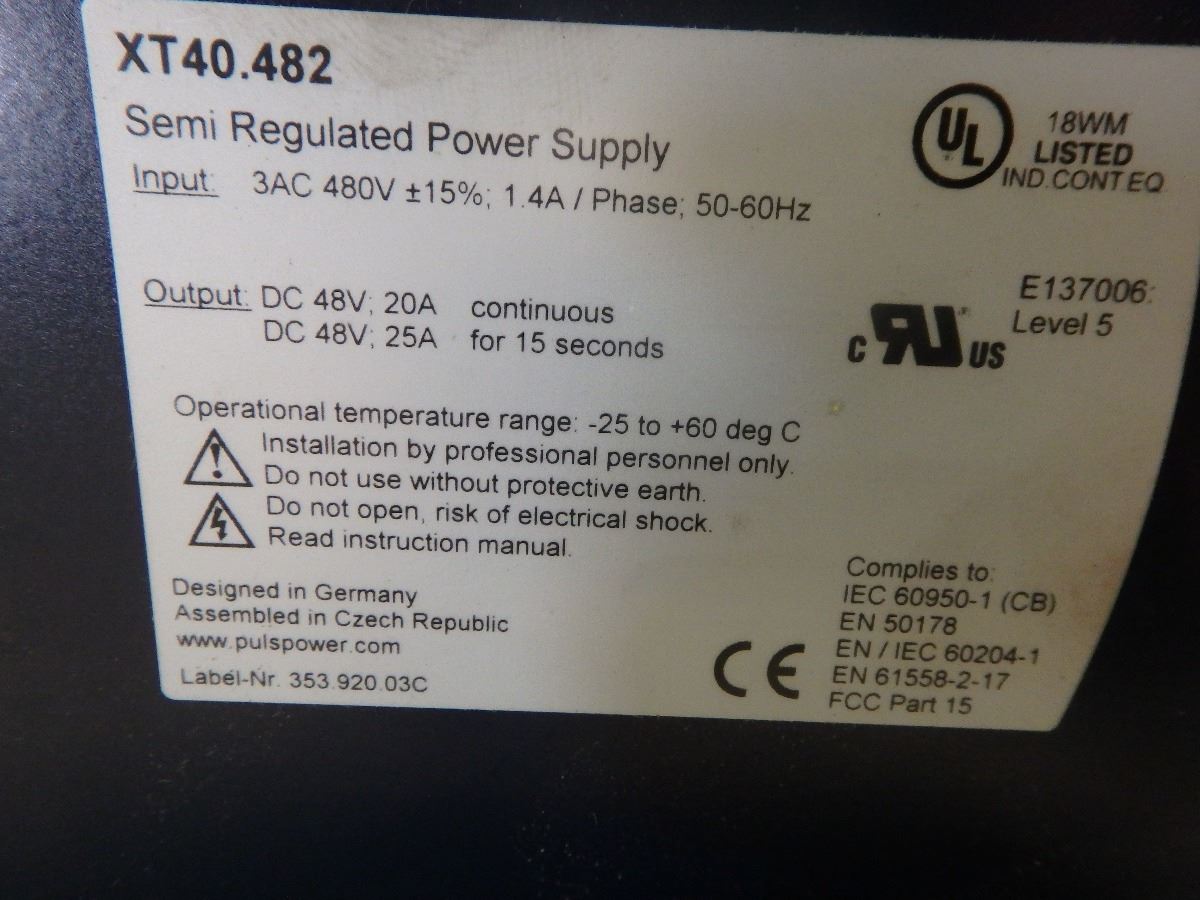 XT40.482
Semi Regulated Power Supply
Input: 3AC 480V ±15%; 1.4A / Phase; 50-60Hz
UL
18WM
LISTED
IND.CONT.EQ
Output: DC 48V; 20A continuous
DC 48V; 25A for 15 seconds
E137006:
Level 5
C RU US
Operational temperature range: -25 to +60 deg C
Installation by professional personnel only.
Do not use without protective earth.
Do not open, risk of electrical shock.
Read instruction manual.
Designed in Germany
Assembled in Czech Republic
www.pulspower.com
Label-Nr. 353.920.03C
CE
Complies to:
IEC 60950-1 (CB)
EN 50178
EN / IEC 60204-1
EN 61558-2-17
FCC Part 15